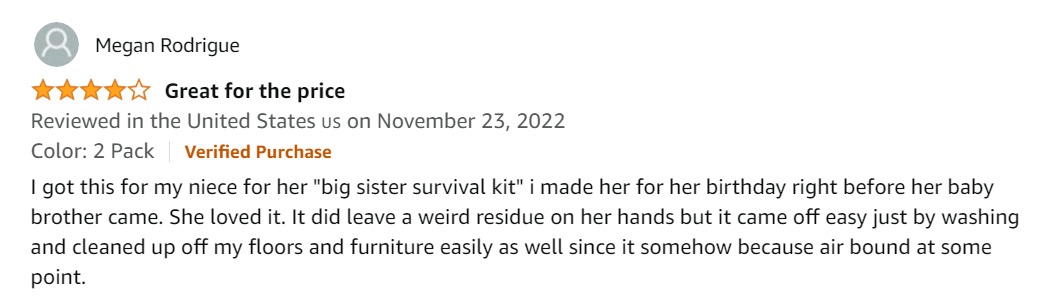 Megan Rodrigue
Great for the price
Reviewed in the United States us on November 23, 2022
Color: 2 Pack Verified Purchase
I got this for my niece for her "big sister survival kit" i made her for her birthday right before her baby
brother came. She loved it. It did leave a weird residue on her hands but it came off easy just by washing
and cleaned up off my floors and furniture easily as well since it somehow because air bound at some
point.